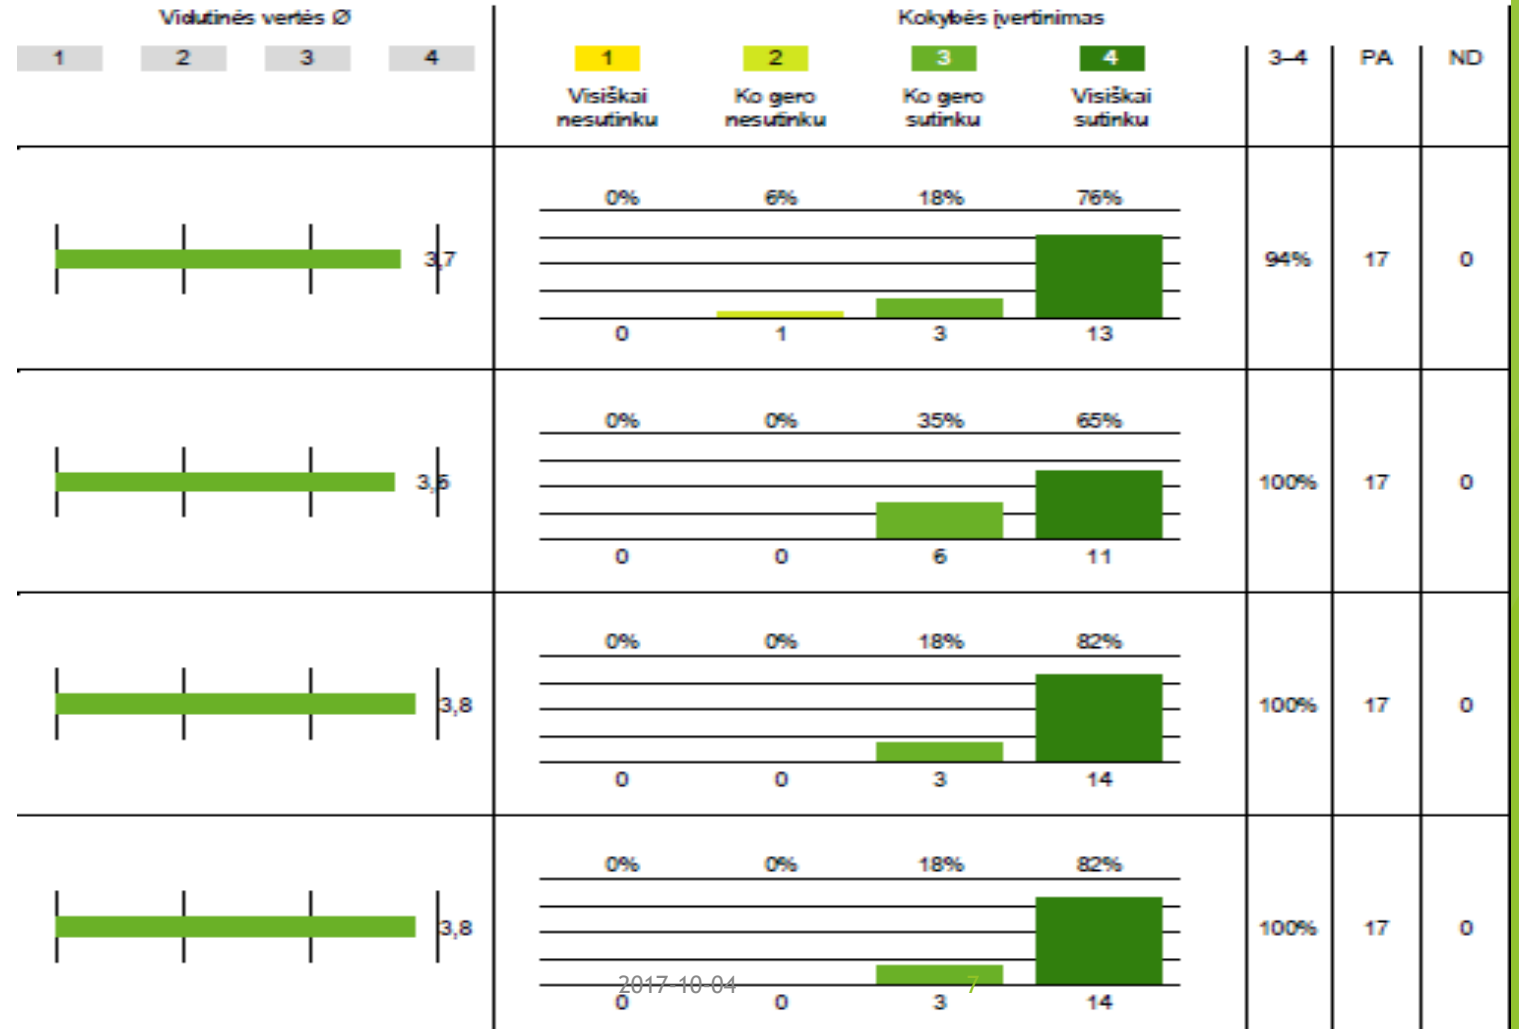 Vidutinės vertės Ø Kokybės įvertinimas
1 2 3 4 1 2 3 4 3–4 PA ND
Visiškai Ko gero Ko gero Visiškai
nesutinku nesutinku sutinku sutinku
0% 6% 18% 76%
3,7 94% 17 0
0 1 3 13
0% 0% 35% 65%
3,6 100% 17 0
0 0 6 11
0% 0% 18% 82%
3,8 100% 17 0
0 0 3 14
0% 0% 18% 82%
3,8 100% 17 0
2017-10-04 7
0 0 3 14